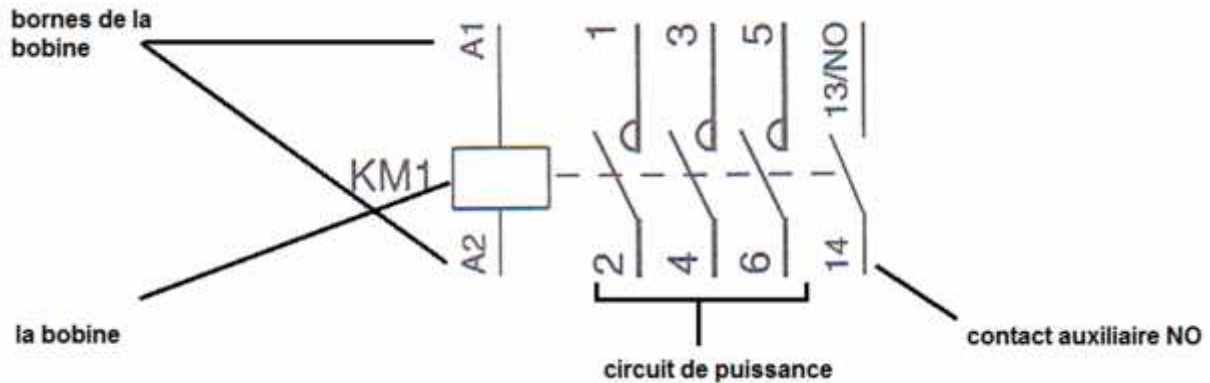 bornes de la
bobine
A1
1
3
5
13/NO
KM1
A2
2
4
6
14
la bobine
contact auxiliaire NO
circuit de puissance